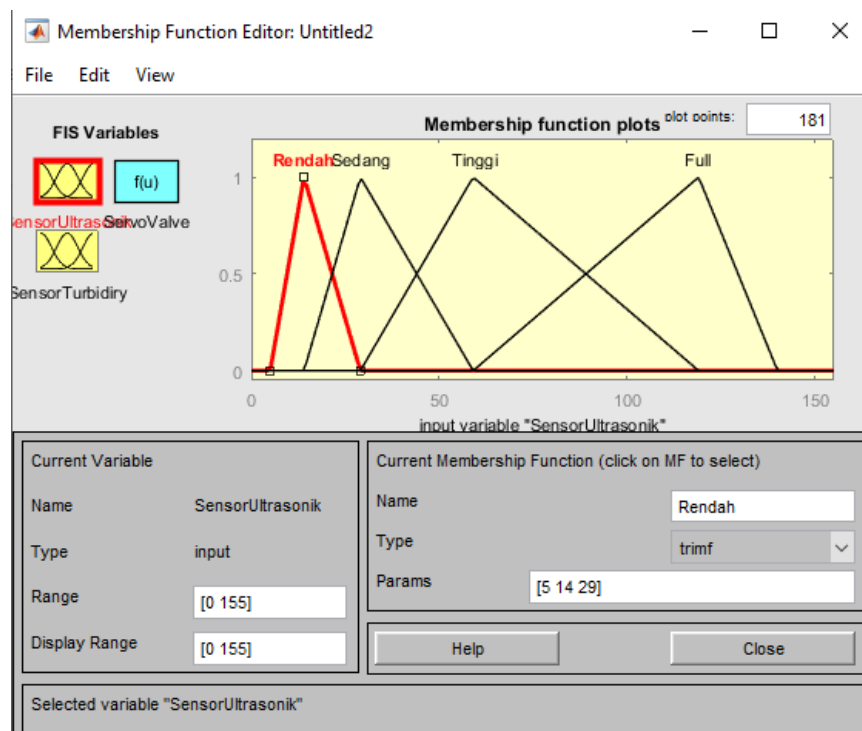 Membership Function Editor: Untitled2
File Edit View
FIS Variables
Membership function plots
plot points:
181
f(u)
SensorUltrasonik
ServoValve
SensorTurbidiry
Rendah
Sedang
Tinggi
Full
1
0.5
0
0
50
100
150
input variable "SensorUltrasonik"
Current Variable
Name SensorUltrasonik
Type input
Range [0 155]
Display Range [0 155]
Current Membership Function (click on MF to select)
Name Rendah
Type trimf
Params [5 14 29]
Help Close
Selected variable "SensorUltrasonik"